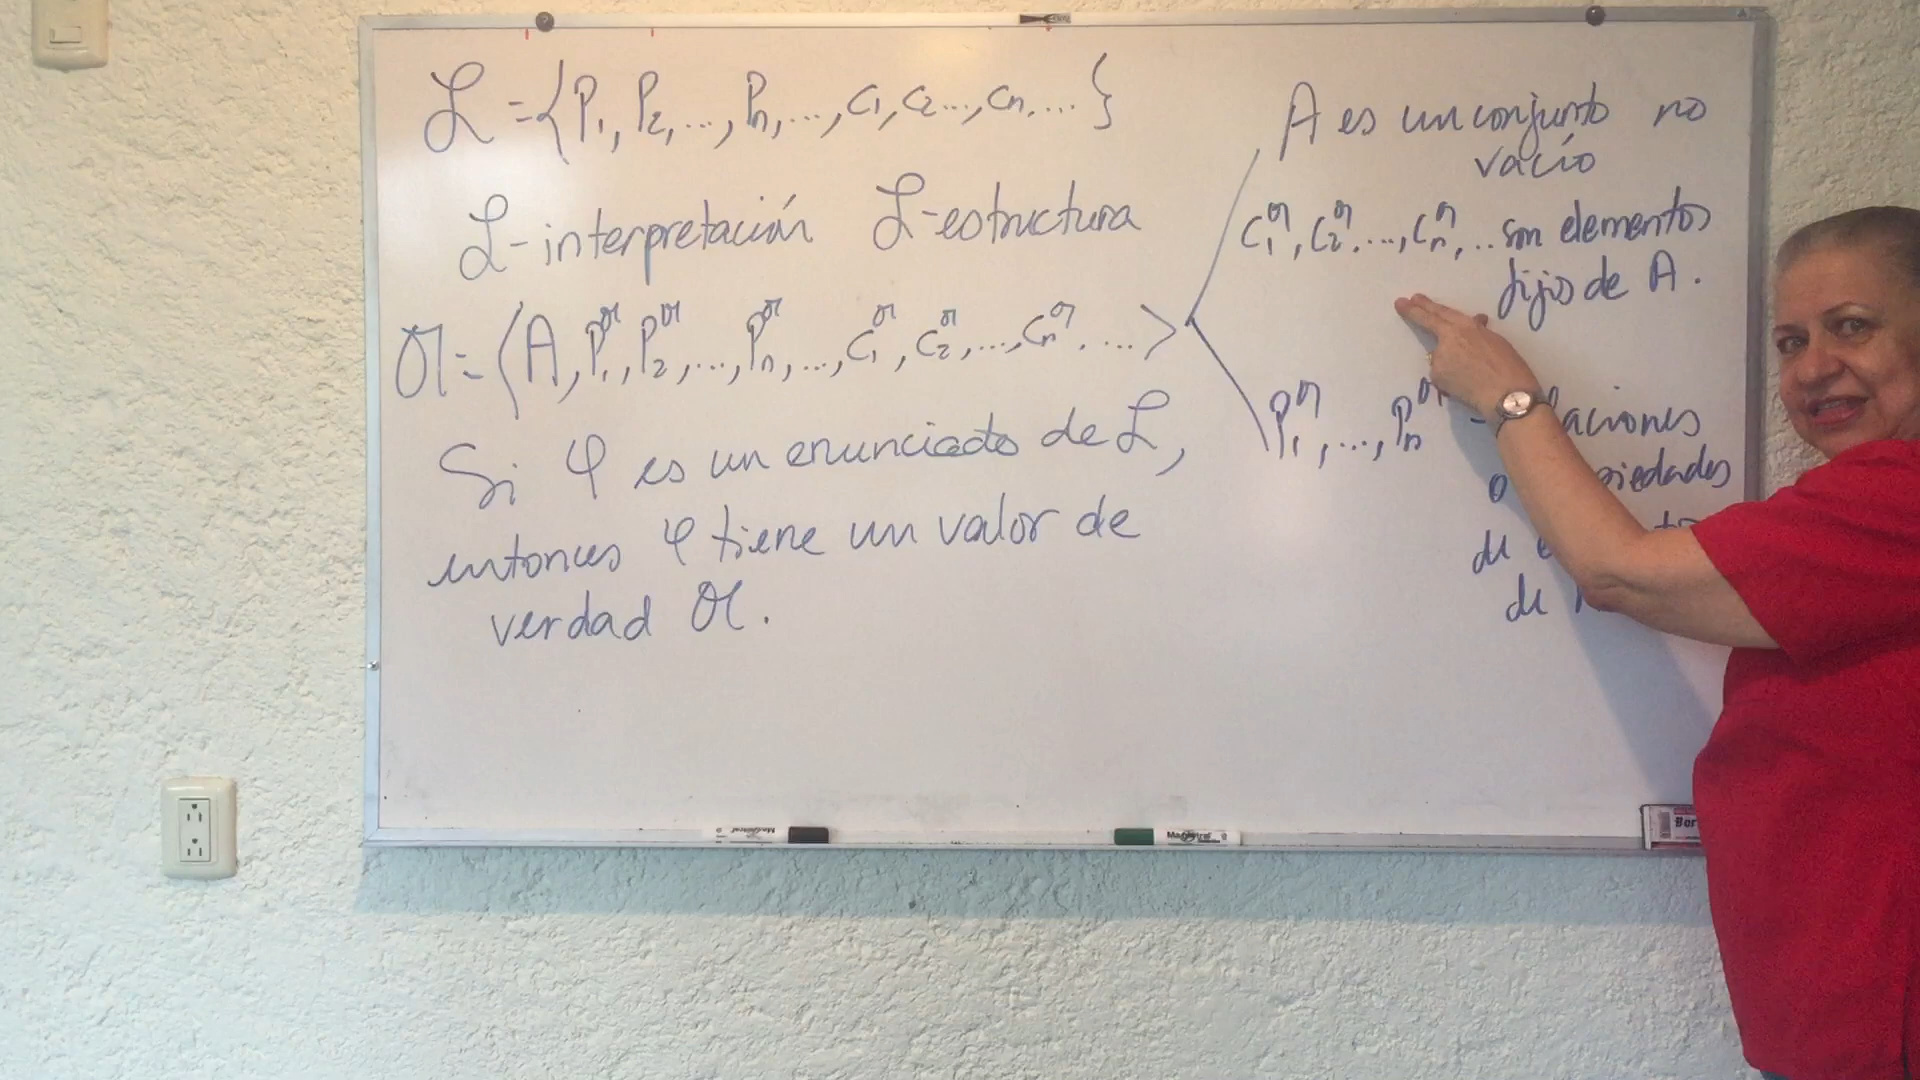 ℒ = {P₁, P₂, ..., Pₙ, ..., c₁, c₂ ..., cₙ, ... }
ℒ-interpretación ℒ-estructura
𝔄 = ⟨A, P₁^𝔄, P₂^𝔄, ..., Pₙ^𝔄, ..., c₁^𝔄, c₂^𝔄, ..., cₙ^𝔄, ... ⟩
Si φ es un enunciado de ℒ,
entonces φ tiene un valor de
verdad 𝔄.
A es un conjunto no
vacío
c₁^𝔄, c₂^𝔄, ..., cₙ^𝔄, ... son elementos
fijos de A.
P₁^𝔄, ..., Pₙ^𝔄
o
de
de